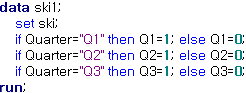 data ski1;
set ski;
if Quarter="Q1" then Q1=1; else Q1=0;
if Quarter="Q2" then Q2=1; else Q2=0;
if Quarter="Q3" then Q3=1; else Q3=0;
run;